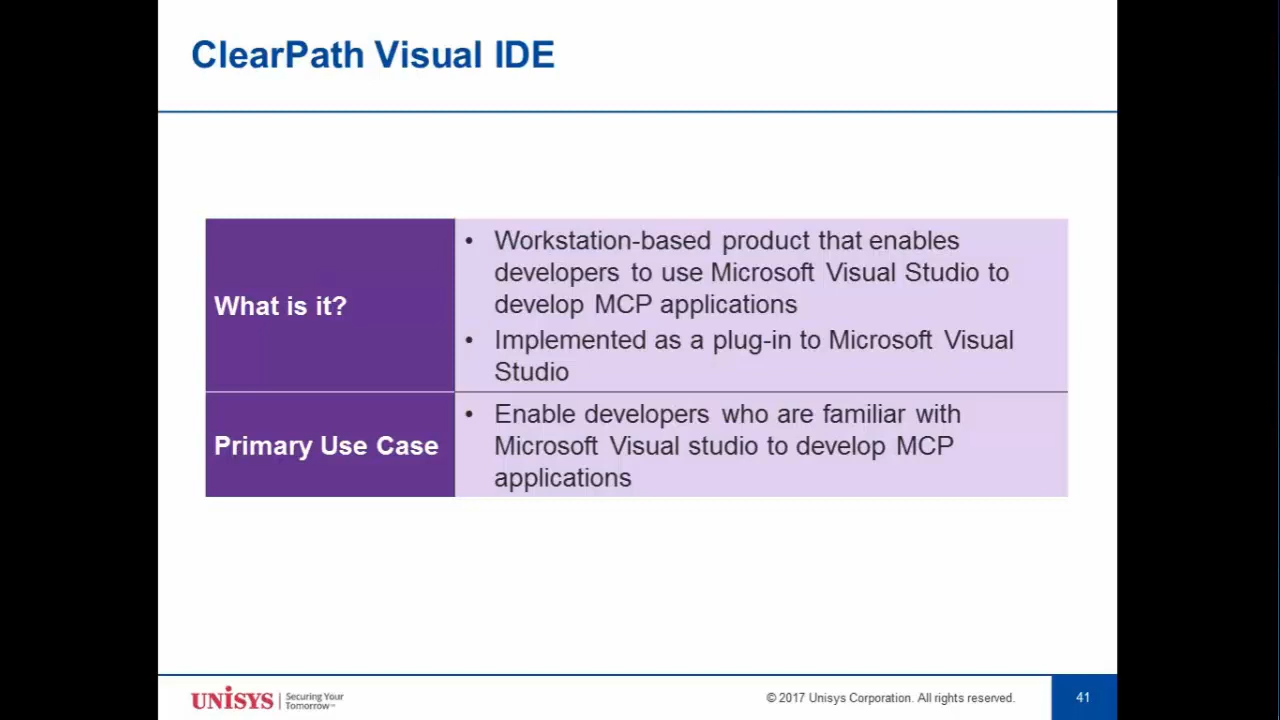 ClearPath Visual IDE
What is it?
• Workstation-based product that enables
developers to use Microsoft Visual Studio to
develop MCP applications
• Implemented as a plug-in to Microsoft Visual
Studio
Primary Use Case
• Enable developers who are familiar with
Microsoft Visual studio to develop MCP
applications
UNISYS
Securing Your
Tomorrow™
© 2017 Unisys Corporation. All rights reserved.
41